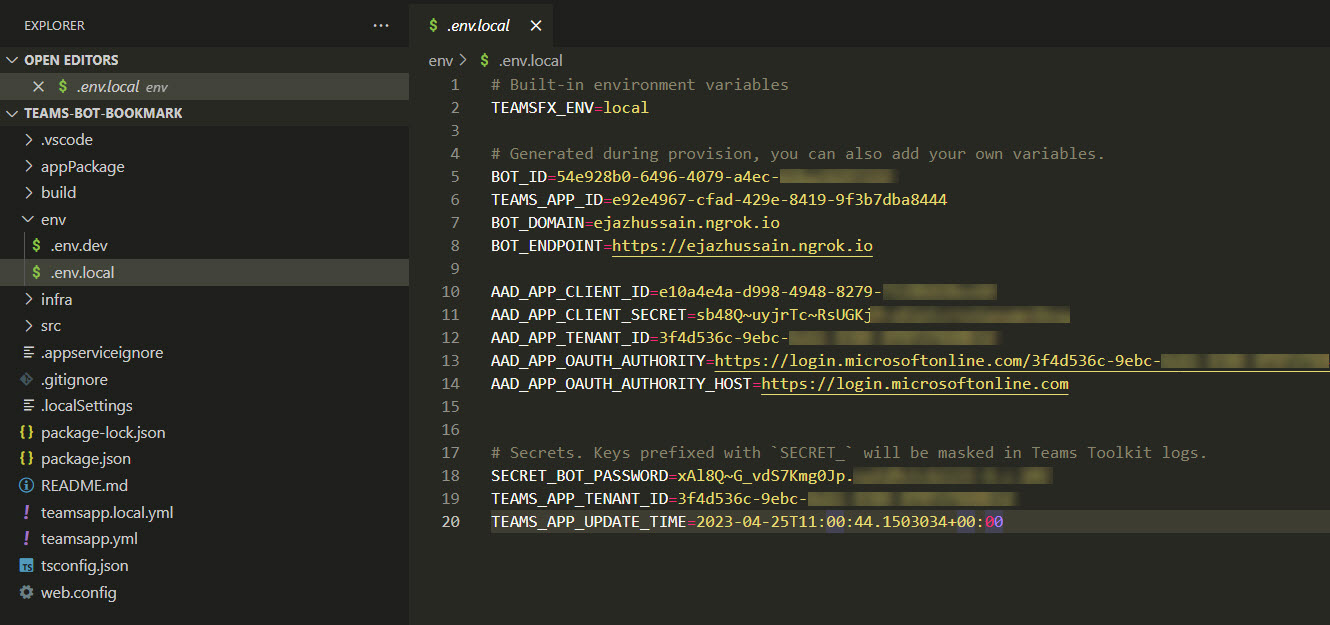 EXPLORER
OPEN EDITORS
.env.local env
TEAMS-BOT-BOOKMARK
.vscode
appPackage
build
env
.env.dev
.env.local
infra
src
.appserviceignore
.gitignore
.localSettings
package-lock.json
package.json
README.md
teamsapp.local.yml
teamsapp.yml
tsconfig.json
web.config
$ .env.local
env > $ .env.local
1 # Built-in environment variables
2 TEAMSFX_ENV=local
3
4 # Generated during provision, you can also add your own variables.
5 BOT_ID=54e928b0-6496-4079-a4ec-
6 TEAMS_APP_ID=e92e4967-cfad-429e-8419-9f3b7dba8444
7 BOT_DOMAIN=ejazhussain.ngrok.io
8 BOT_ENDPOINT=https://ejazhussain.ngrok.io
9
10 AAD_APP_CLIENT_ID=e10a4e4a-d998-4948-8279-
11 AAD_APP_CLIENT_SECRET=sb48Q~uyjrTc~RsUGKj
12 AAD_APP_TENANT_ID=3f4d536c-9ebc-
13 AAD_APP_OAUTH_AUTHORITY=https://login.microsoftonline.com/3f4d536c-9ebc-
14 AAD_APP_OAUTH_AUTHORITY_HOST=https://login.microsoftonline.com
15
16
17 # Secrets. Keys prefixed with `SECRET_` will be masked in Teams Toolkit logs.
18 SECRET_BOT_PASSWORD=xAl8Q~G_vdS7Kmg0Jp.
19 TEAMS_APP_TENANT_ID=3f4d536c-9ebc-
20 TEAMS_APP_UPDATE_TIME=2023-04-25T11:00:44.1503034+00:00